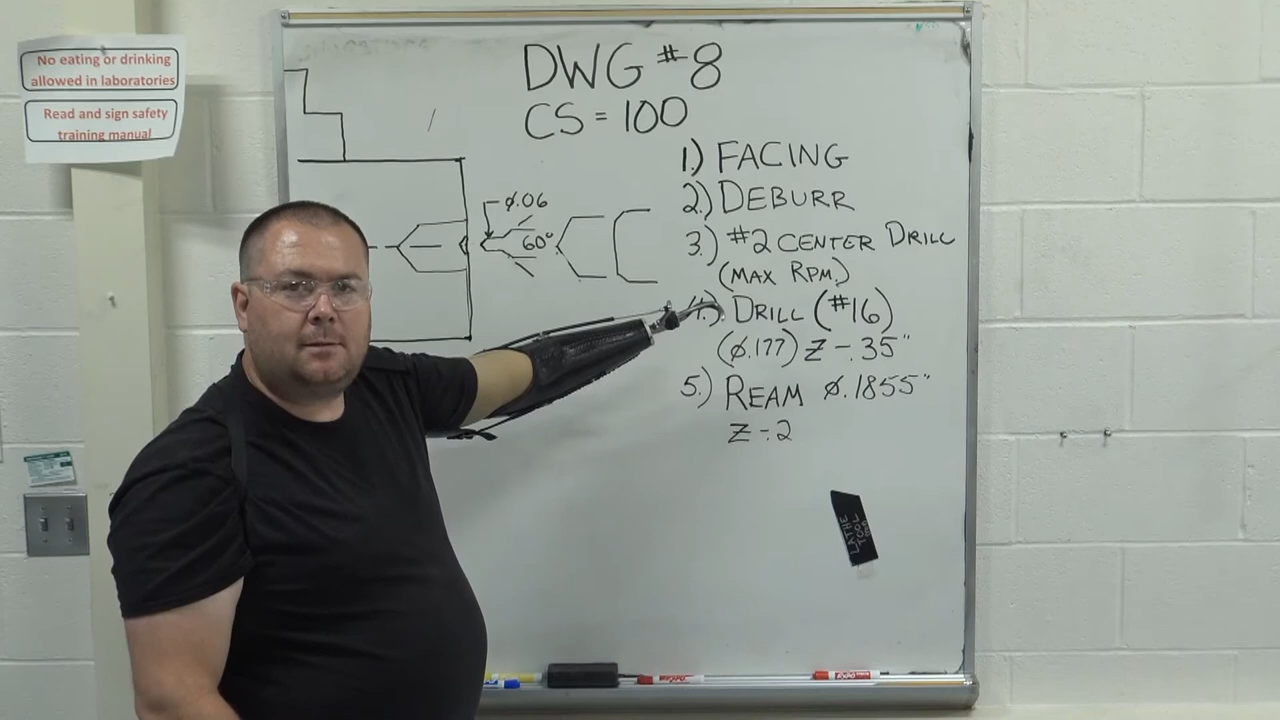 No eating or drinking
allowed in laboratories
Read and sign safety
training manual
DWG #8
CS = 100
1.) FACING
2.) DEBURR
3.) #2 CENTER DRILL
(MAX RPM.)
4.) DRILL (#16)
(Ø.177) Z -.35"
5.) REAM Ø.1855"
Z -.2
Ø.06
60°
LATHE
TOOL